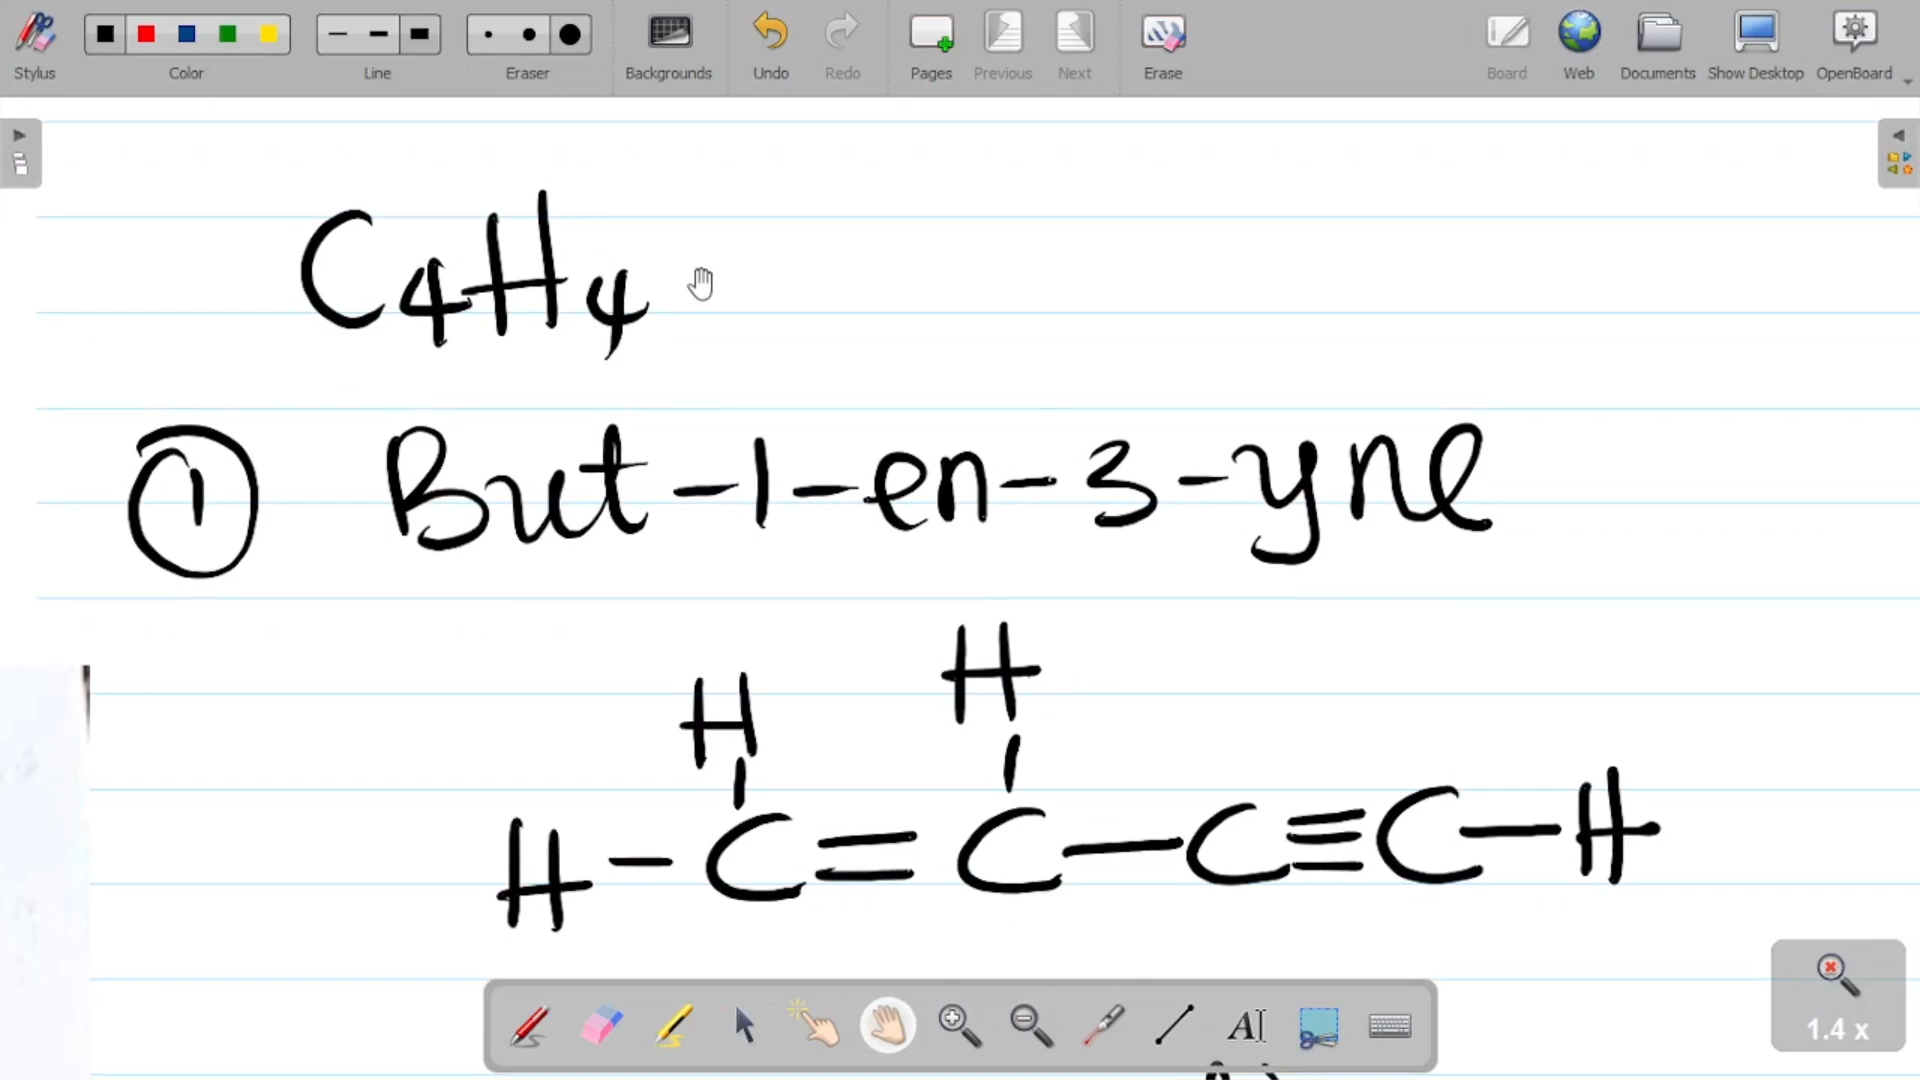 Stylus Color Line Eraser Backgrounds Undo Redo Pages Previous Next Erase Board Web Documents Show Desktop OpenBoard
C4H4
1 But-1-en-3-yne
H H
H-C=C-C≡C-H
1.4 x